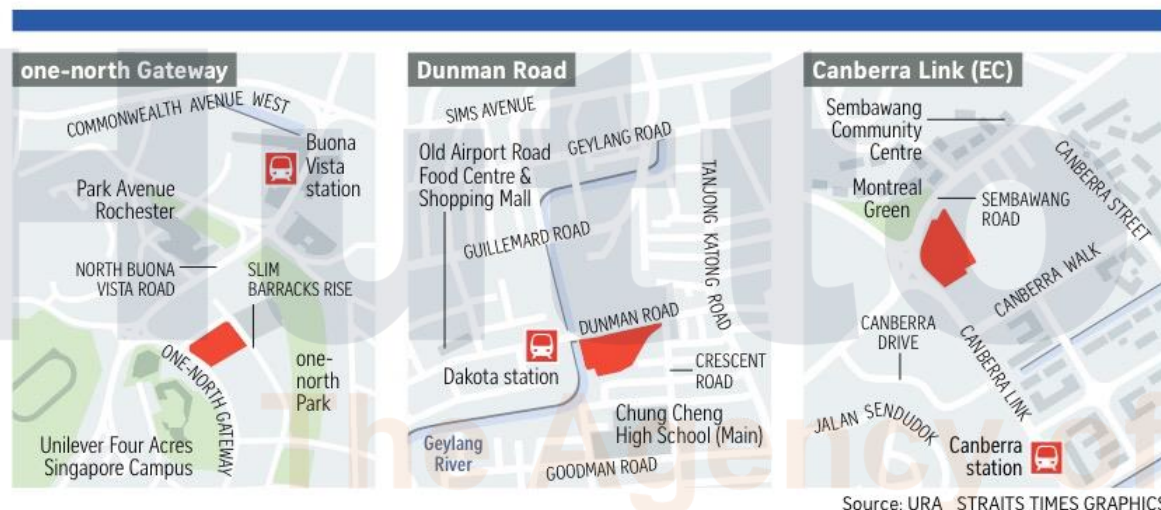 one-north Gateway
COMMONWEALTH AVENUE WEST
Buona
Vista
station
Park Avenue
Rochester
NORTH BUONA
VISTA ROAD
SLIM
BARRACKS RISE
ONE-NORTH GATEWAY
one-
north
Park
Unilever Four Acres
Singapore Campus
Dunman Road
SIMS AVENUE
GEYLANG ROAD
Old Airport Road
Food Centre &
Shopping Mall
TANJONG KATONG ROAD
GUILLEMARD ROAD
DUNMAN ROAD
Dakota station
CRESCENT
ROAD
Chung Cheng
High School (Main)
Geylang
River
GOODMAN ROAD
Canberra Link (EC)
Sembawang
Community
Centre
CANBERRA STREET
Montreal
Green
SEMBAWANG
ROAD
CANBERRA WALK
CANBERRA
DRIVE
CANBERRA LINK
JALAN SENDUDOK
Canberra
station
The Agency of
Source: URA STRAITS TIMES GRAPHICS